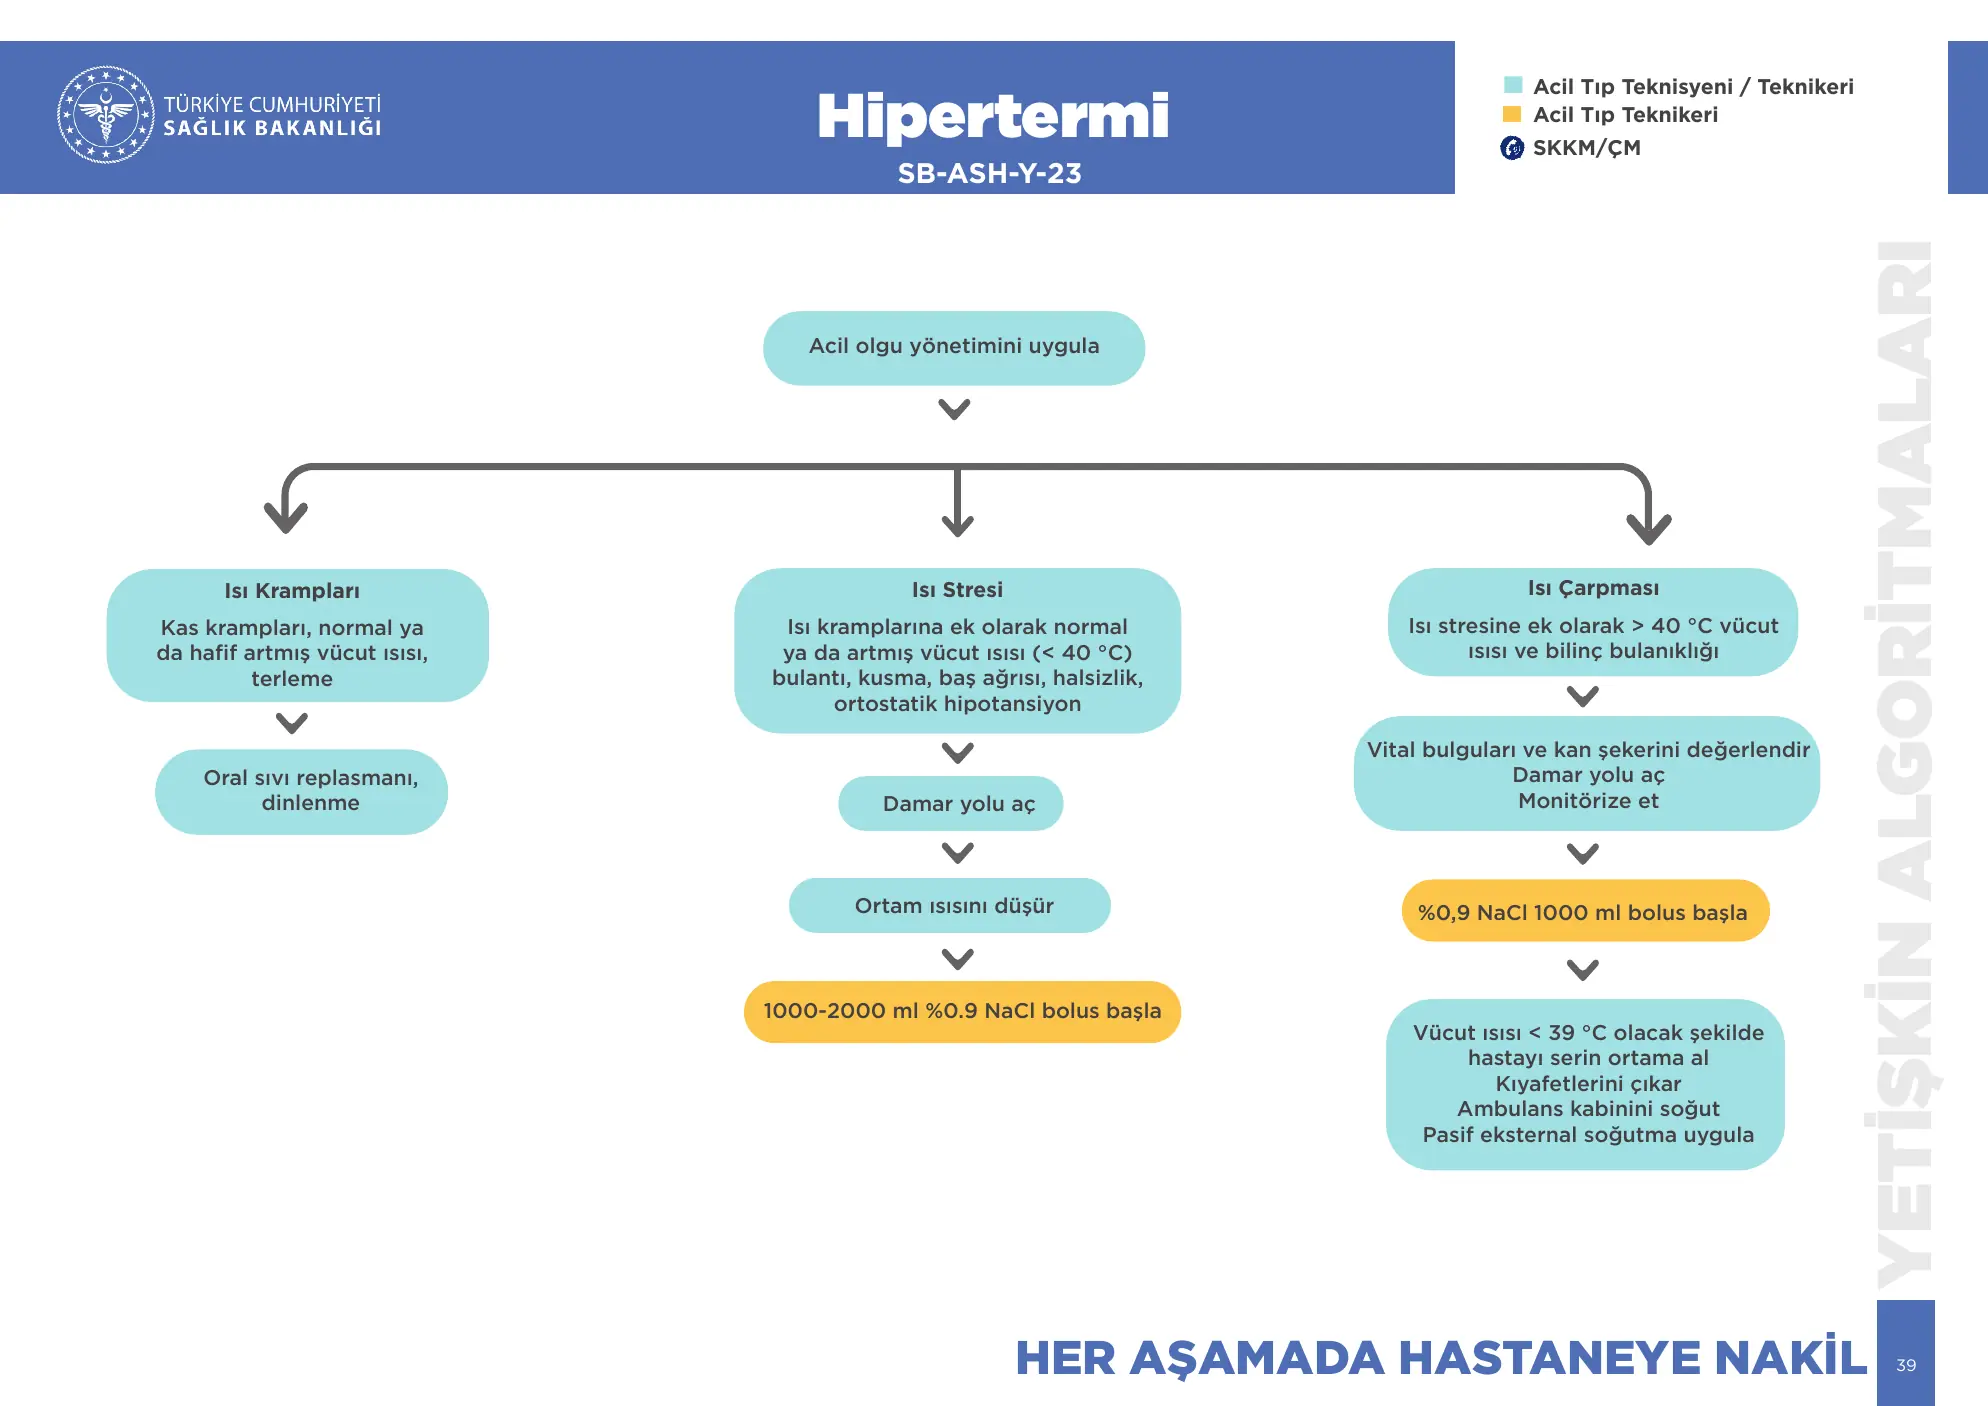 TÜRKİYE CUMHURİYETİ
SAĞLIK BAKANLIĞI
Hipertermi
SB-ASH-Y-23
Acil Tıp Teknisyeni / Teknikeri
Acil Tıp Teknikeri
SKKM/ÇM
Acil olgu yönetimini uygula
Isı Krampları
Kas krampları, normal ya
da hafif artmış vücut ısısı,
terleme
Oral sıvı replasmanı,
dinlenme
Isı Stresi
Isı kramplarına ek olarak normal
ya da artmış vücut ısısı (< 40 °C)
bulantı, kusma, baş ağrısı, halsizlik,
ortostatik hipotansiyon
Damar yolu aç
Ortam ısısını düşür
1000-2000 ml %0.9 NaCl bolus başla
Isı Çarpması
Isı stresine ek olarak > 40 °C vücut
ısısı ve bilinç bulanıklığı
Vital bulguları ve kan şekerini değerlendir
Damar yolu aç
Monitörize et
%0,9 NaCl 1000 ml bolus başla
Vücut ısısı < 39 °C olacak şekilde
hastayı serin ortama al
Kıyafetlerini çıkar
Ambulans kabinini soğut
Pasif eksternal soğutma uygula
YETİŞKİN ALGORİTMALARI
HER AŞAMADA HASTANEYE NAKİL
39